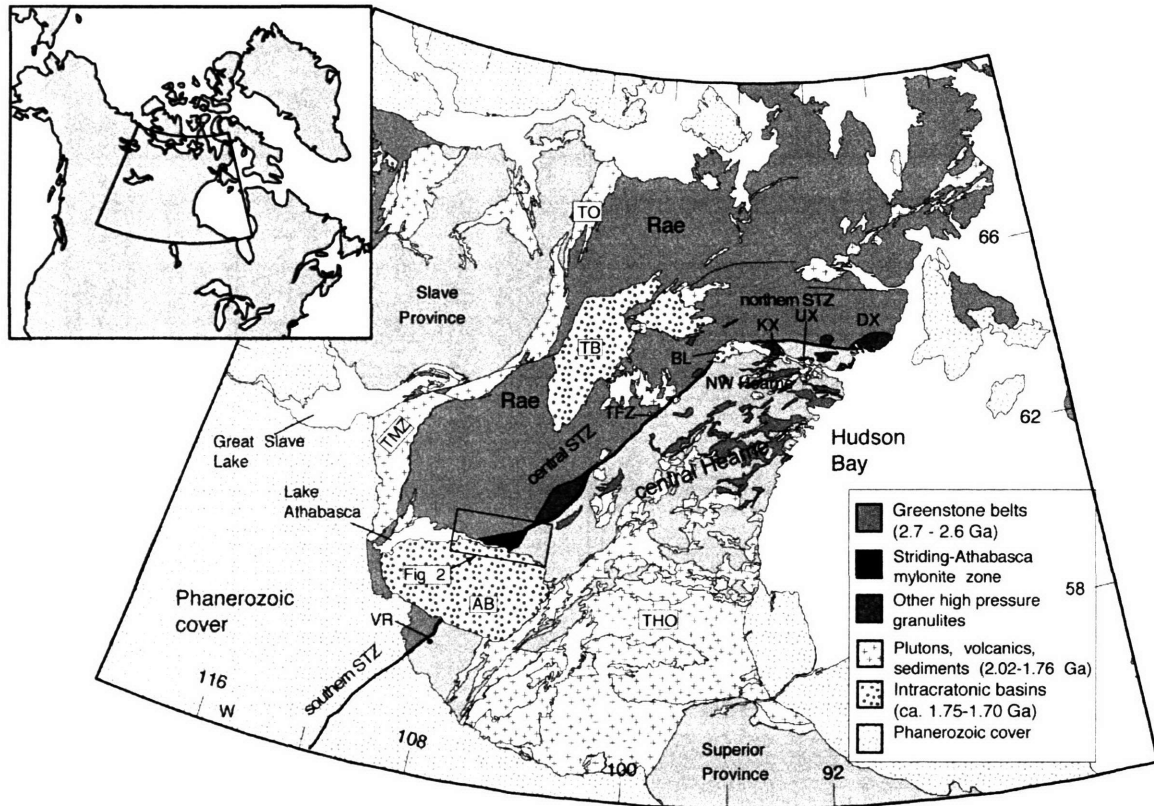 TO
Rae
66
Slave
Province
northern STZ
UX
KX
DX
TB
BL
NW Hearne
Rae
TFZ
62
TMZ
central STZ
Great Slave
Lake
Hudson
Bay
central Hearne
Lake
Athabasca
Greenstone belts
(2.7 - 2.6 Ga)
Striding-Athabasca
mylonite zone
Other high pressure
granulites
Plutons, volcanics,
sediments (2.02-1.76 Ga)
Intracratonic basins
(ca. 1.75-1.70 Ga)
Phanerozoic cover
Fig 2
58
Phanerozoic
cover
AB
VR
THO
southern STZ
116
W
108
Superior
Province
100
92